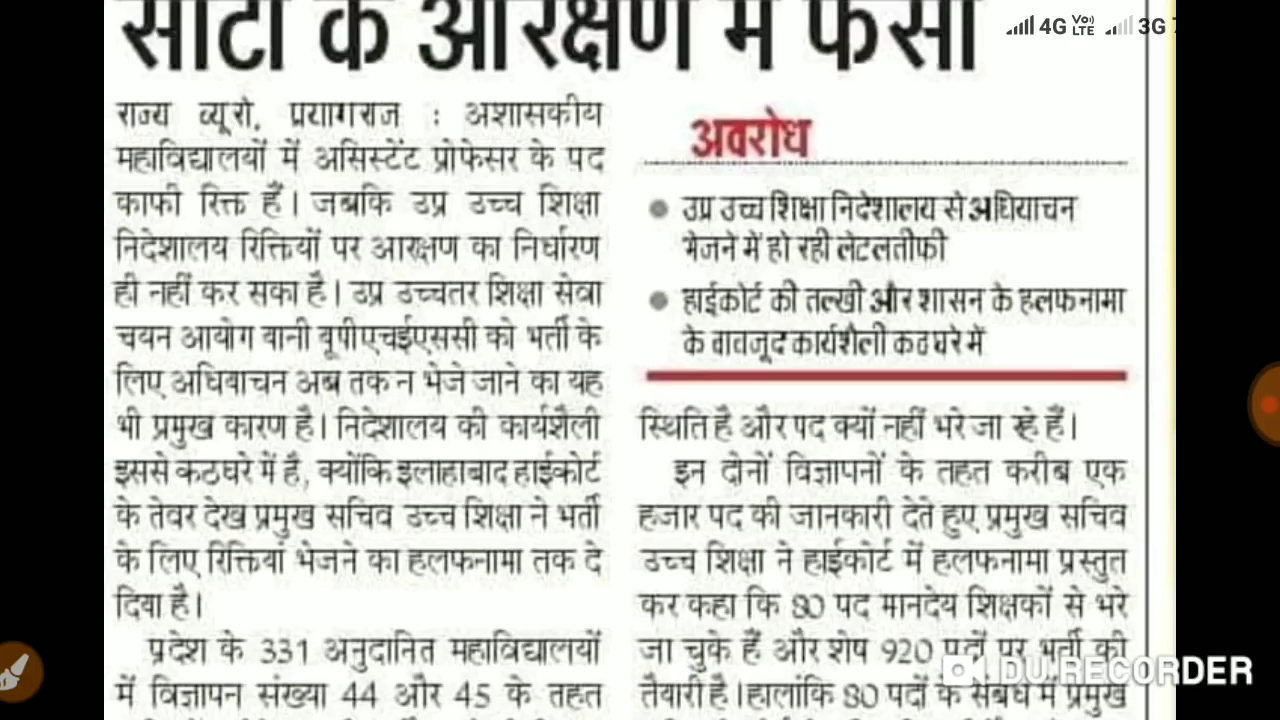 सीटों के आरक्षण में फंसी
4G VoLTE 3G
राज्य ब्यूरो, प्रयागराज : अशासकीय
महाविद्यालयों में असिस्टेंट प्रोफेसर के पद
काफी रिक्त हैं। जबकि उप्र उच्च शिक्षा
निदेशालय रिक्तियों पर आरक्षण का निर्धारण
ही नहीं कर सका है। उप्र उच्चतर शिक्षा सेवा
चयन आयोग यानी यूपीएचईएससी को भर्ती के
लिए अधियाचन अब तक न भेजे जाने का यह
भी प्रमुख कारण है। निदेशालय की कार्यशैली
इससे कठघरे में है, क्योंकि इलाहाबाद हाईकोर्ट
के तेवर देख प्रमुख सचिव उच्च शिक्षा ने भर्ती
के लिए रिक्तियां भेजने का हलफनामा तक दे
दिया है।
प्रदेश के 331 अनुदानित महाविद्यालयों
में विज्ञापन संख्या 44 और 45 के तहत
अवरोध
● उप्र उच्च शिक्षा निदेशालय से अधियाचन
भेजने में हो रही लेटलतीफी
● हाईकोर्ट की तल्खी और शासन के हलफनामा
के बावजूद कार्यशैली कठघरे में
स्थिति है और पद क्यों नहीं भरे जा रहे हैं।
इन दोनों विज्ञापनों के तहत करीब एक
हजार पद की जानकारी देते हुए प्रमुख सचिव
उच्च शिक्षा ने हाईकोर्ट में हलफनामा प्रस्तुत
कर कहा कि 80 पद मानदेय शिक्षकों से भरे
जा चुके हैं और शेष 920 पदों पर भर्ती की
तैयारी है। हालांकि 80 पदों के संबंध में प्रमुख
DU RECORDER